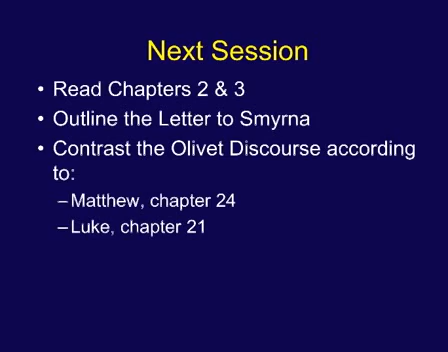 Next Session
• Read Chapters 2 & 3
• Outline the Letter to Smyrna
• Contrast the Olivet Discourse according
to:
–Matthew, chapter 24
–Luke, chapter 21